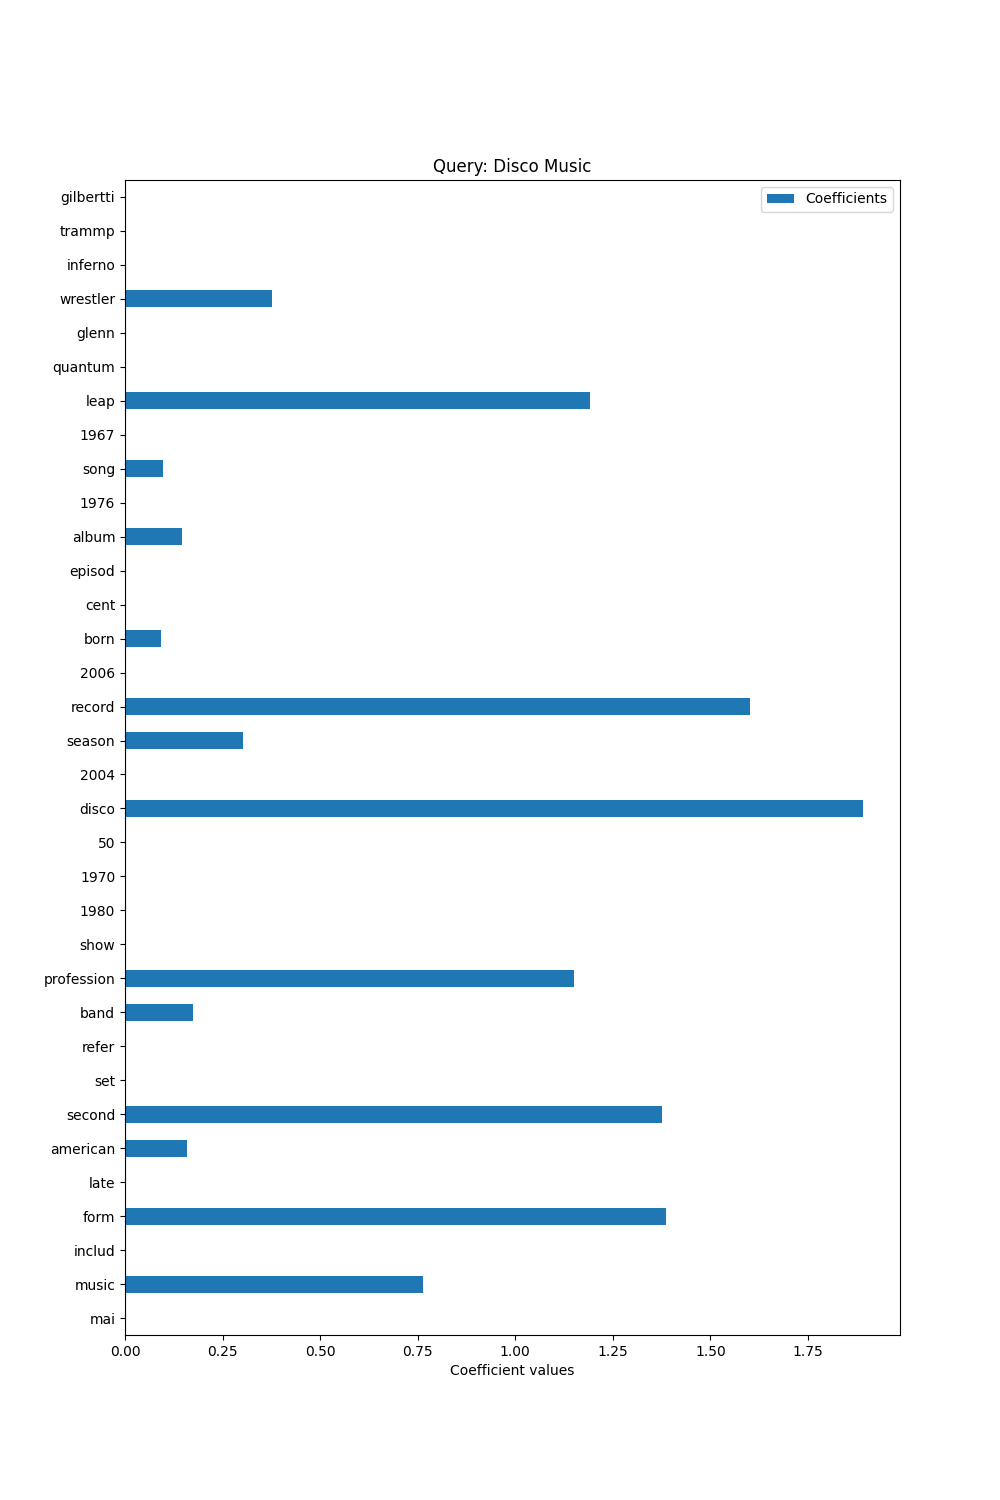 Query: Disco Music
Coefficients
gilbertti
trammp
inferno
wrestler
glenn
quantum
leap
1967
song
1976
album
episod
cent
born
2006
record
season
2004
disco
50
1970
1980
show
profession
band
refer
set
second
american
late
form
includ
music
mai
0.00 0.25 0.50 0.75 1.00 1.25 1.50 1.75
Coefficient values